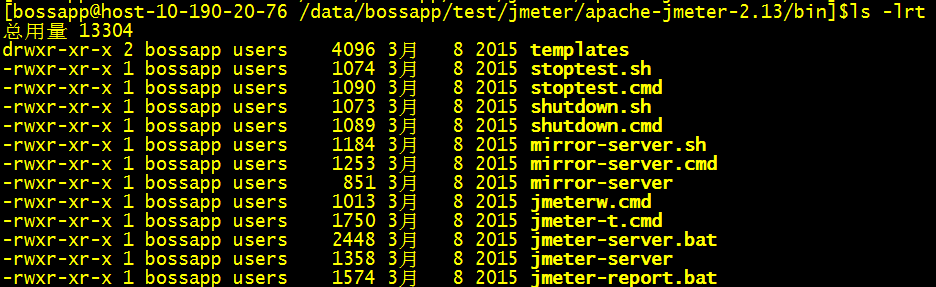 [bossapp@host-10-190-20-76 /data/bossapp/test/jmeter/apache-jmeter-2.13/bin]$ls -lrt
总用量 13304
drwxr-xr-x 2 bossapp users    4096 3月   8 2015 templates
-rwxr-xr-x 1 bossapp users    1074 3月   8 2015 stoptest.sh
-rwxr-xr-x 1 bossapp users    1090 3月   8 2015 stoptest.cmd
-rwxr-xr-x 1 bossapp users    1073 3月   8 2015 shutdown.sh
-rwxr-xr-x 1 bossapp users    1089 3月   8 2015 shutdown.cmd
-rwxr-xr-x 1 bossapp users    1184 3月   8 2015 mirror-server.sh
-rwxr-xr-x 1 bossapp users    1253 3月   8 2015 mirror-server.cmd
-rwxr-xr-x 1 bossapp users     851 3月   8 2015 mirror-server
-rwxr-xr-x 1 bossapp users    1013 3月   8 2015 jmeterw.cmd
-rwxr-xr-x 1 bossapp users    1750 3月   8 2015 jmeter-t.cmd
-rwxr-xr-x 1 bossapp users    2448 3月   8 2015 jmeter-server.bat
-rwxr-xr-x 1 bossapp users    1358 3月   8 2015 jmeter-server
-rwxr-xr-x 1 bossapp users    1574 3月   8 2015 jmeter-report.bat